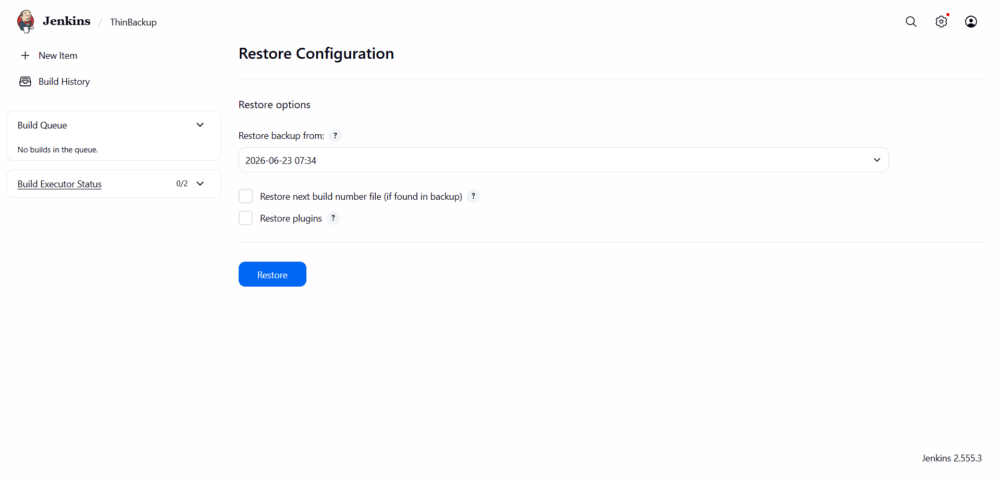 Jenkins / ThinBackup
New Item
Build History
Build Queue
No builds in the queue.
Build Executor Status 0/2
Restore Configuration
Restore options
Restore backup from: ?
2026-06-23 07:34
Restore next build number file (if found in backup) ?
Restore plugins ?
Restore
Jenkins 2.555.3